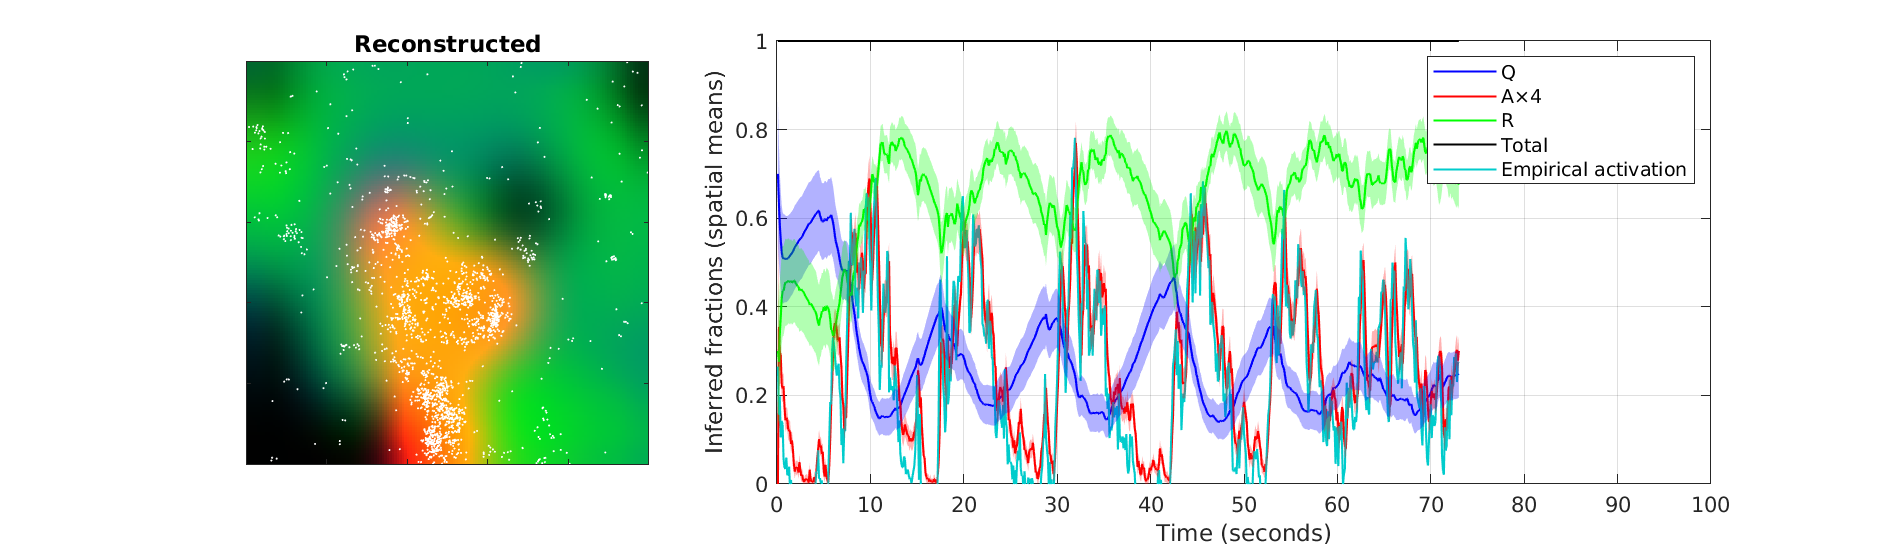 Reconstructed
Inferred fractions (spatial means)
1
0.8
0.6
0.4
0.2
0
0 10 20 30 40 50 60 70 80 90 100
Time (seconds)
Q
A×4
R
Total
Empirical activation